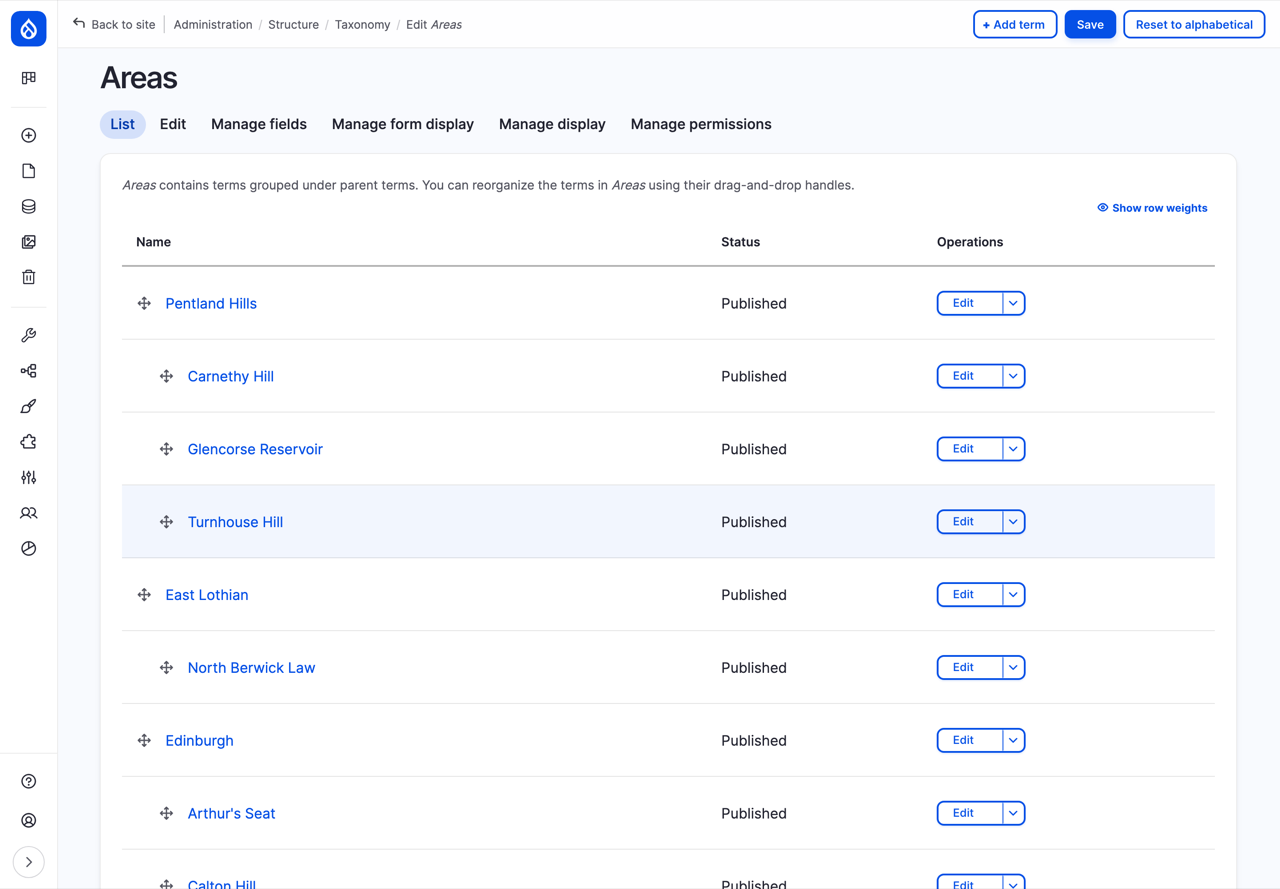 Back to site Administration / Structure / Taxonomy / Edit Areas + Add term Save Reset to alphabetical
Areas
List Edit Manage fields Manage form display Manage display Manage permissions
Areas contains terms grouped under parent terms. You can reorganize the terms in Areas using their drag-and-drop handles.
Show row weights
Name Status Operations
Pentland Hills Published Edit
Carnethy Hill Published Edit
Glencorse Reservoir Published Edit
Turnhouse Hill Published Edit
East Lothian Published Edit
North Berwick Law Published Edit
Edinburgh Published Edit
Arthur's Seat Published Edit
Calton Hill Published Edit